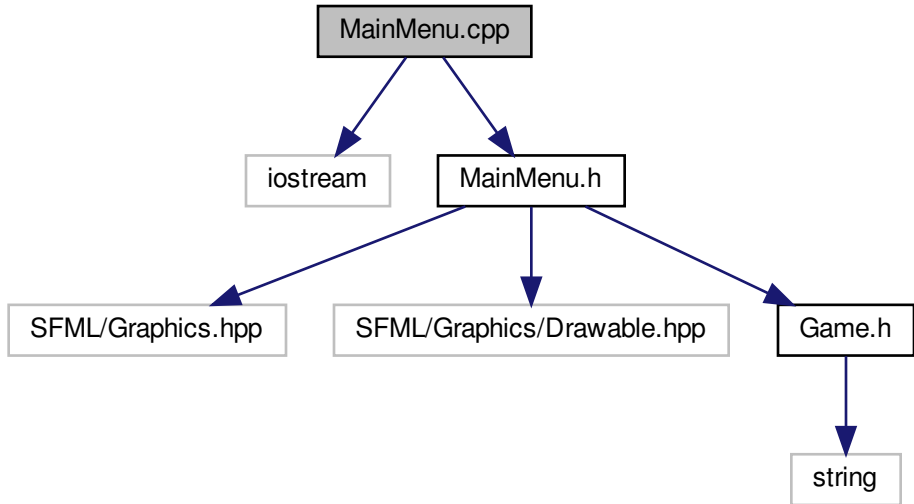 MainMenu.cpp
iostream
MainMenu.h
SFML/Graphics.hpp
SFML/Graphics/Drawable.hpp
Game.h
string